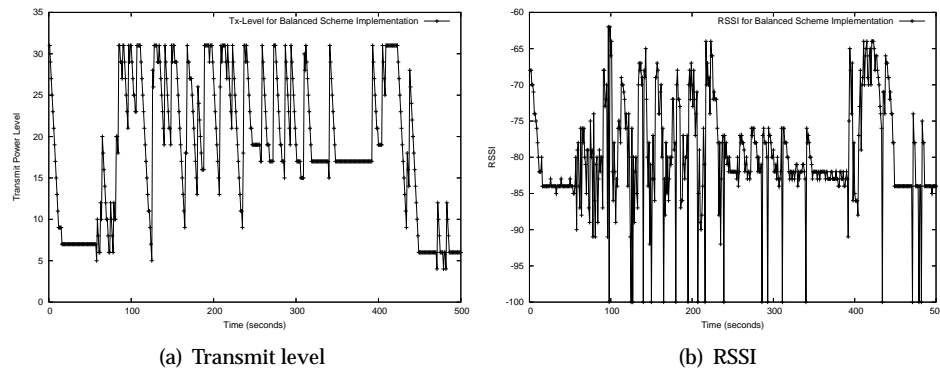 Tx-Level for Balanced Scheme Implementation
35
30
25
20
15
10
5
0
Transmit Power Level
0 100 200 300 400 500
Time (seconds)
(a) Transmit level
RSSI for Balanced Scheme Implementation
-60
-65
-70
-75
-80
-85
-90
-95
-100
RSSI
0 100 200 300 400 500
Time (seconds)
(b) RSSI